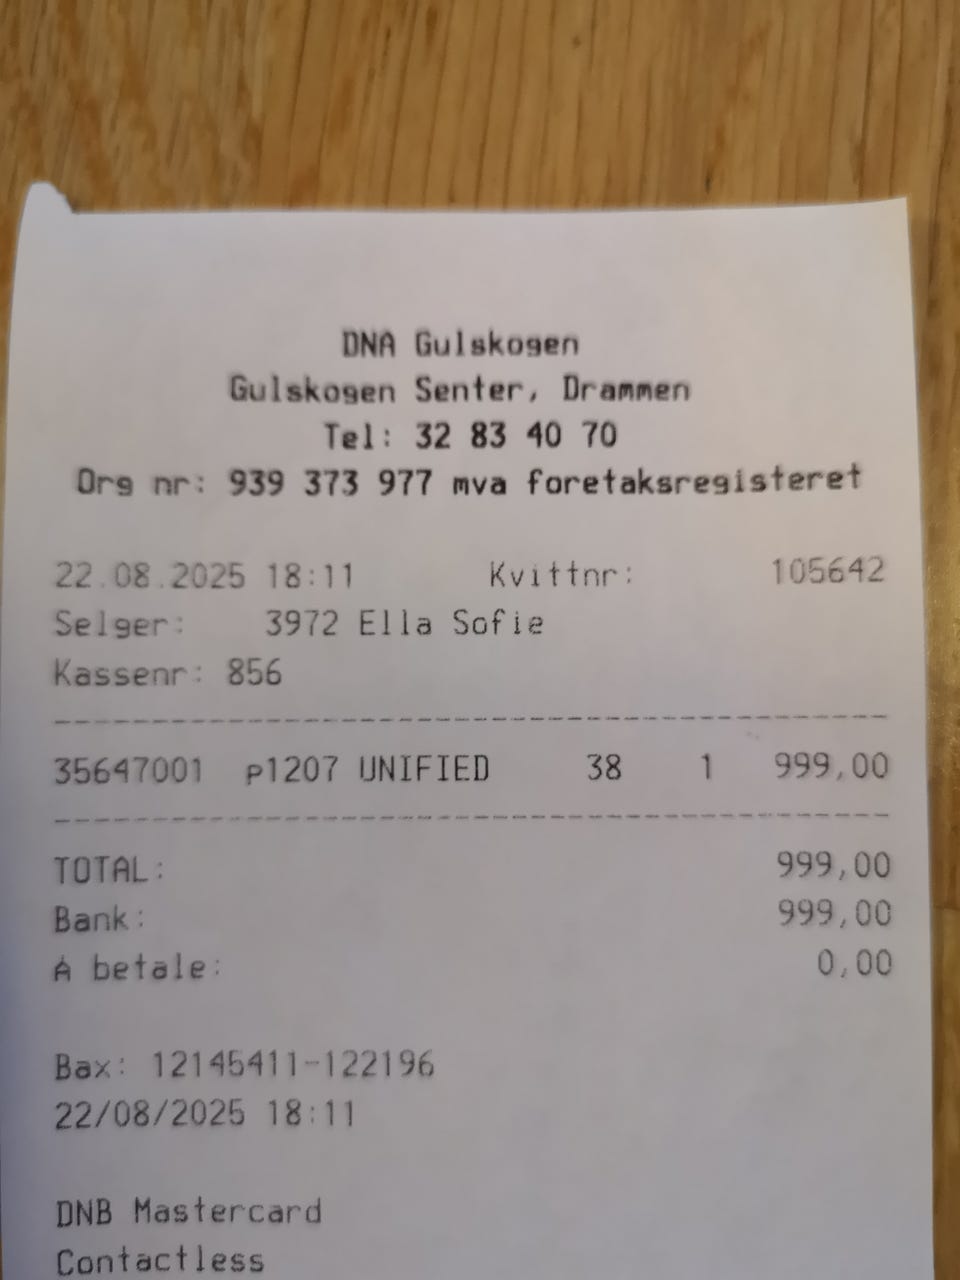 DNA Gulskogen
Gulskogen Senter, Drammen
Tel: 32 83 40 70
Org nr: 939 373 977 mva foretaksregisteret
22.08.2025 18:11 Kvittnr: 105642
Selger: 3972 Ella Sofie
Kassenr: 856
35647001 p1207 UNIFIED 38 1 999,00
TOTAL: 999,00
Bank: 999,00
Å betale: 0,00
Bax: 12145411-122196
22/08/2025 18:11
DNB Mastercard
Contactless